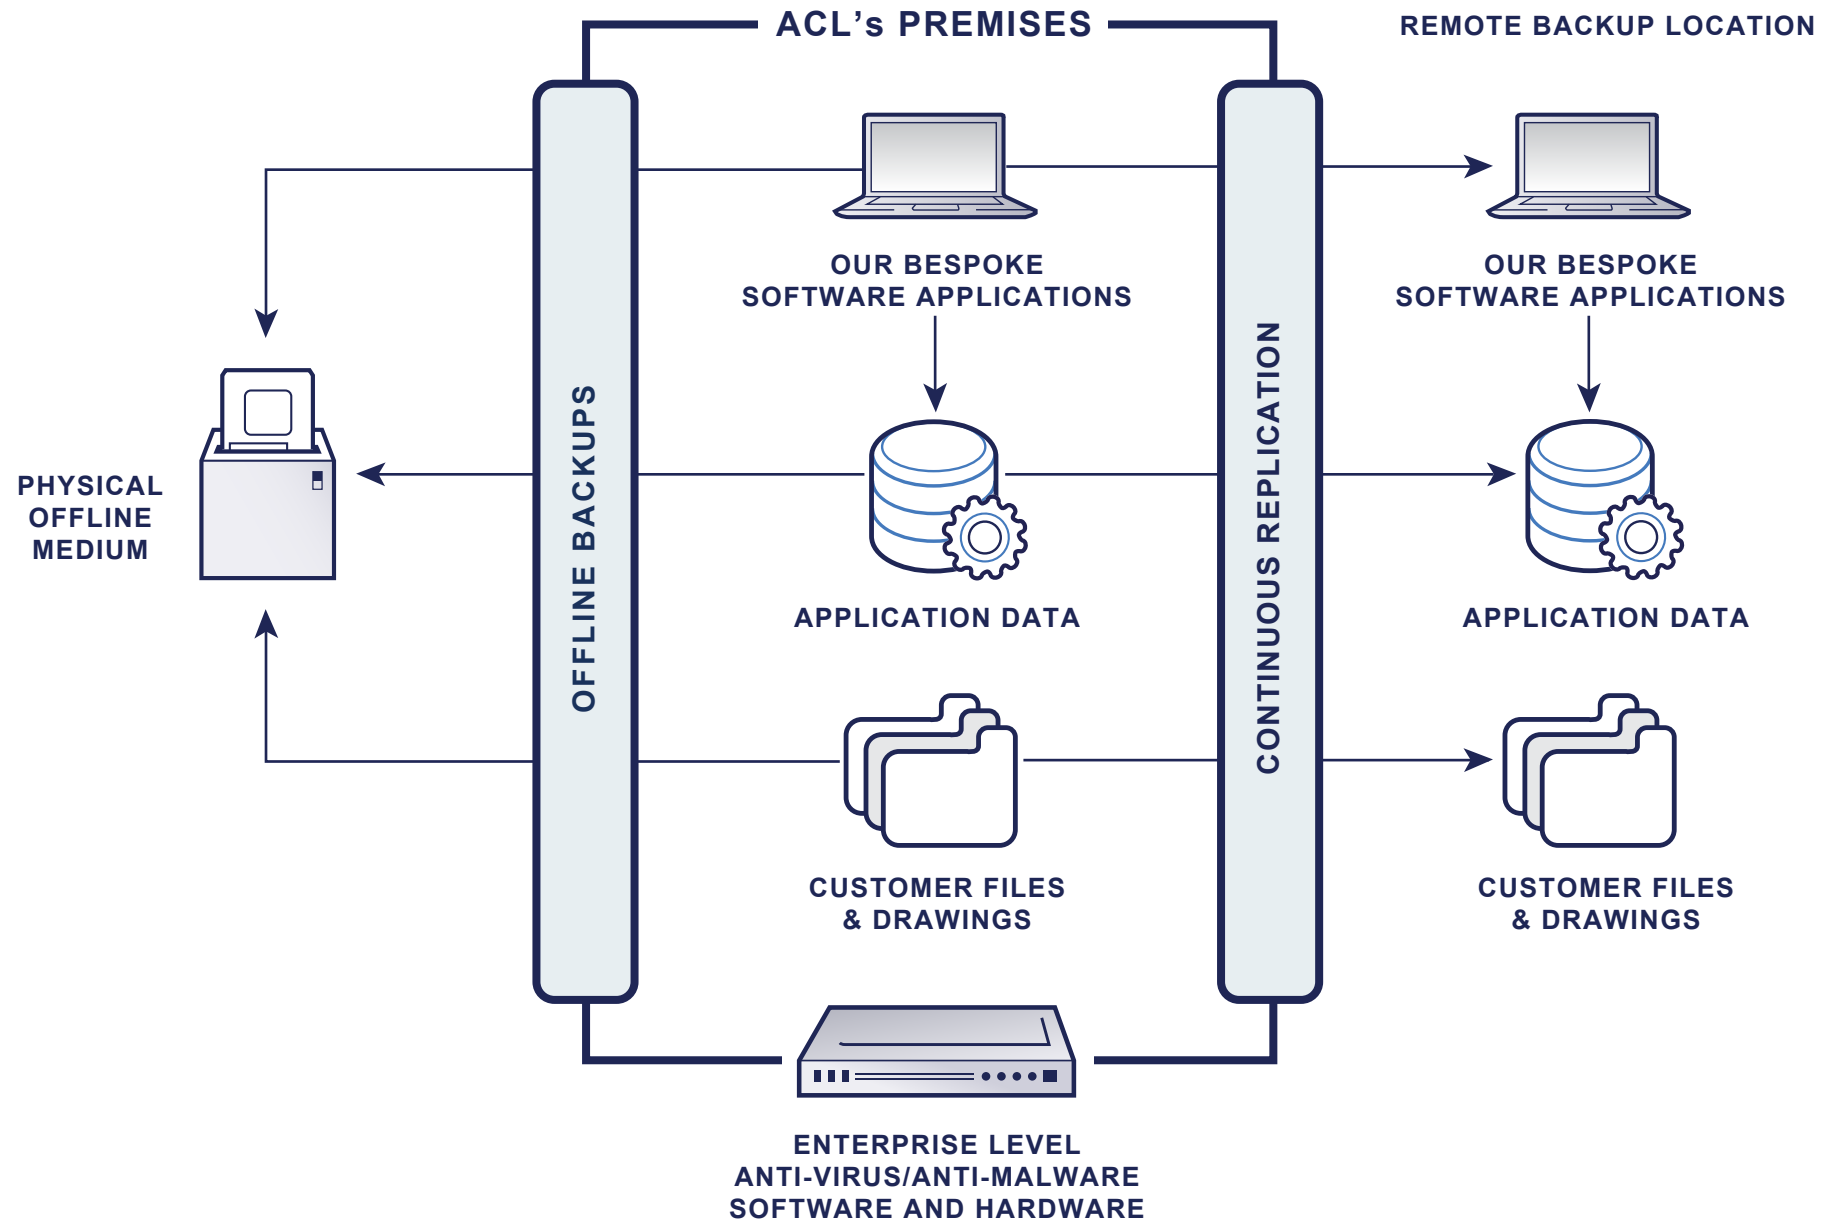 ACL's PREMISES
REMOTE BACKUP LOCATION
OUR BESPOKE
SOFTWARE APPLICATIONS
OUR BESPOKE
SOFTWARE APPLICATIONS
PHYSICAL
OFFLINE
MEDIUM
OFFLINE BACKUPS
CONTINUOUS REPLICATION
APPLICATION DATA
APPLICATION DATA
CUSTOMER FILES
& DRAWINGS
CUSTOMER FILES
& DRAWINGS
ENTERPRISE LEVEL
ANTI-VIRUS/ANTI-MALWARE
SOFTWARE AND HARDWARE